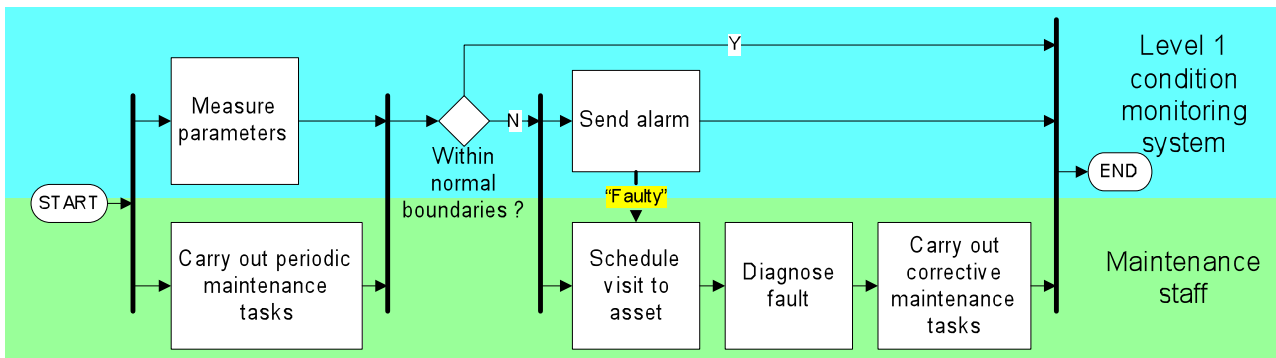 START
Measure
parameters
Carry out periodic
maintenance
tasks
Within
normal
boundaries ?
Y
N
Send alarm
“Faulty”
Schedule
visit to
asset
Diagnose
fault
Carry out
corrective
maintenance
tasks
END
Level 1
condition
monitoring
system
Maintenance
staff